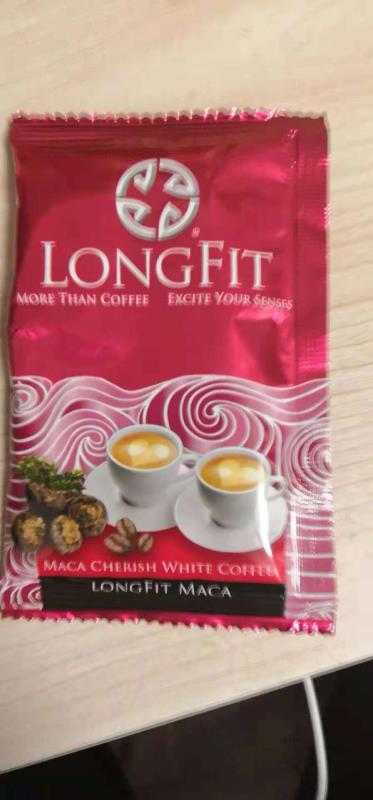 ®
LONGFIT
MORE THAN COFFEE EXCITE YOUR SENSES
MACA CHERISH WHITE COFFEE
LONGFIT MACA